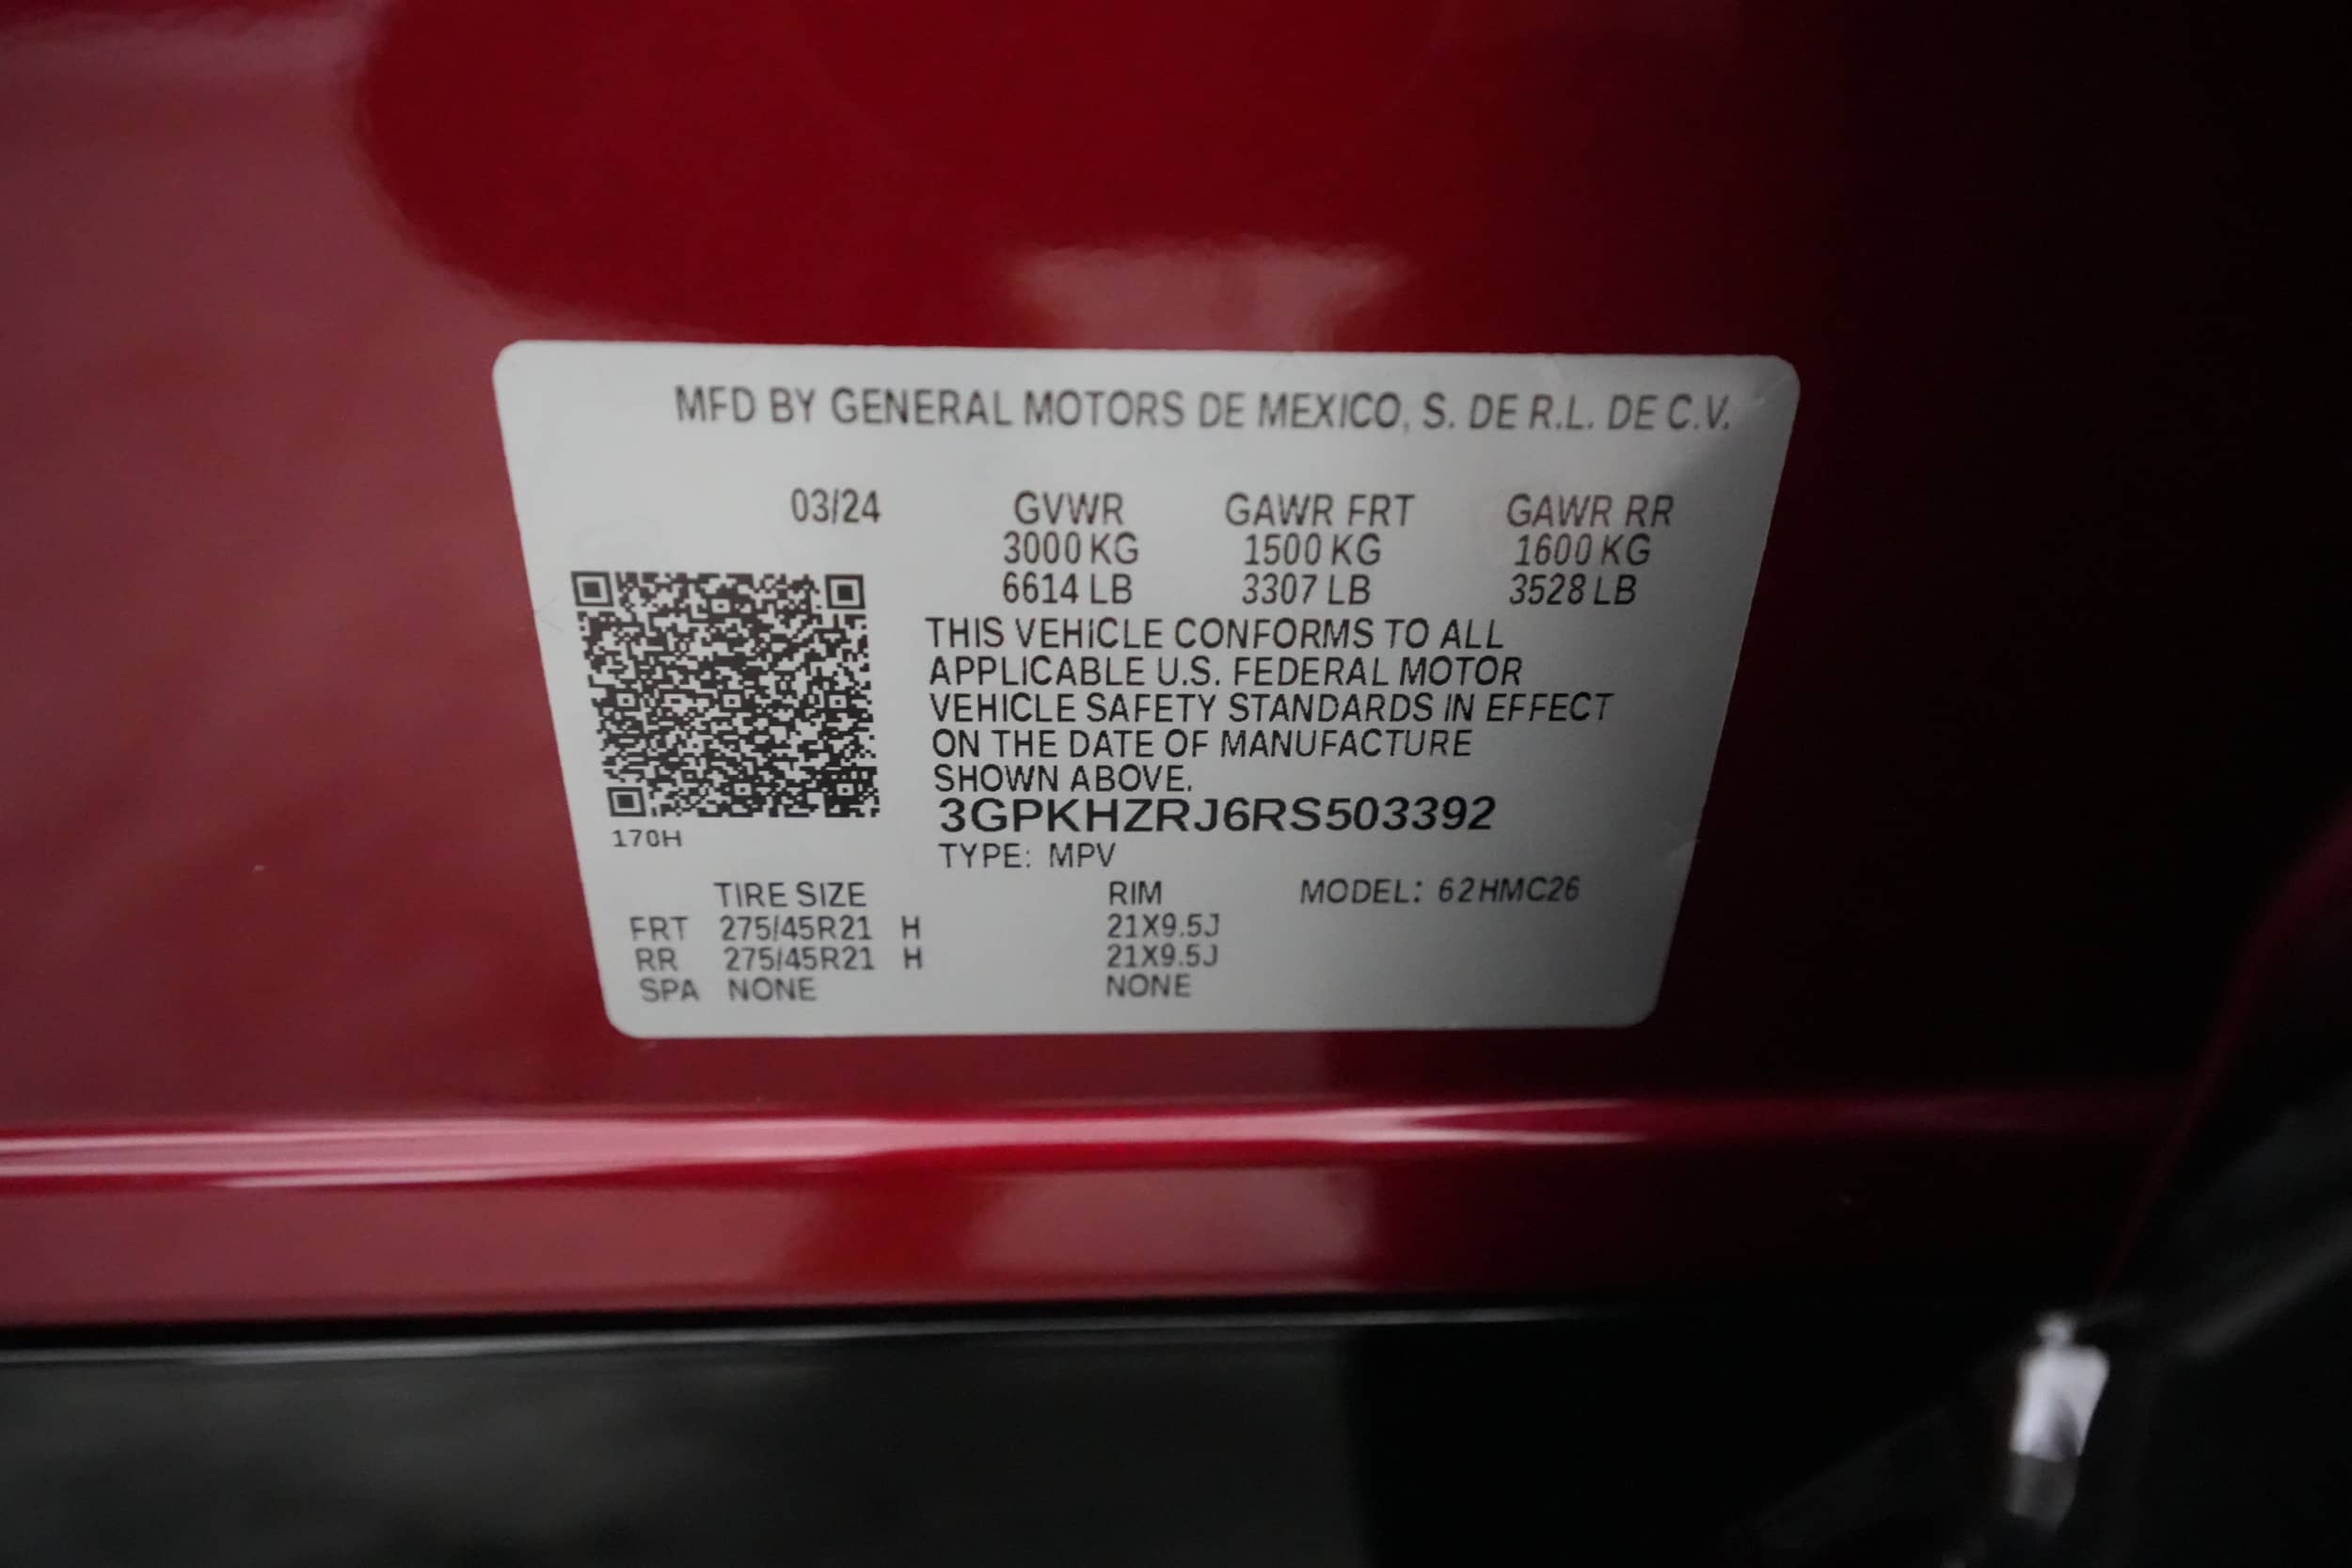 MFD BY GENERAL MOTORS DE MEXICO, S. DE R.L. DE C.V.
03/24 GVWR GAWR FRT GAWR RR
3000 KG 1500 KG 1600 KG
6614 LB 3307 LB 3528 LB
THIS VEHICLE CONFORMS TO ALL
APPLICABLE U.S. FEDERAL MOTOR
VEHICLE SAFETY STANDARDS IN EFFECT
ON THE DATE OF MANUFACTURE
SHOWN ABOVE.
3GPKHZRJ6RS503392
170H
TYPE: MPV
TIRE SIZE RIM MODEL: 62HMC26
FRT 275/45R21 H 21X9.5J
RR 275/45R21 H 21X9.5J
SPA NONE NONE